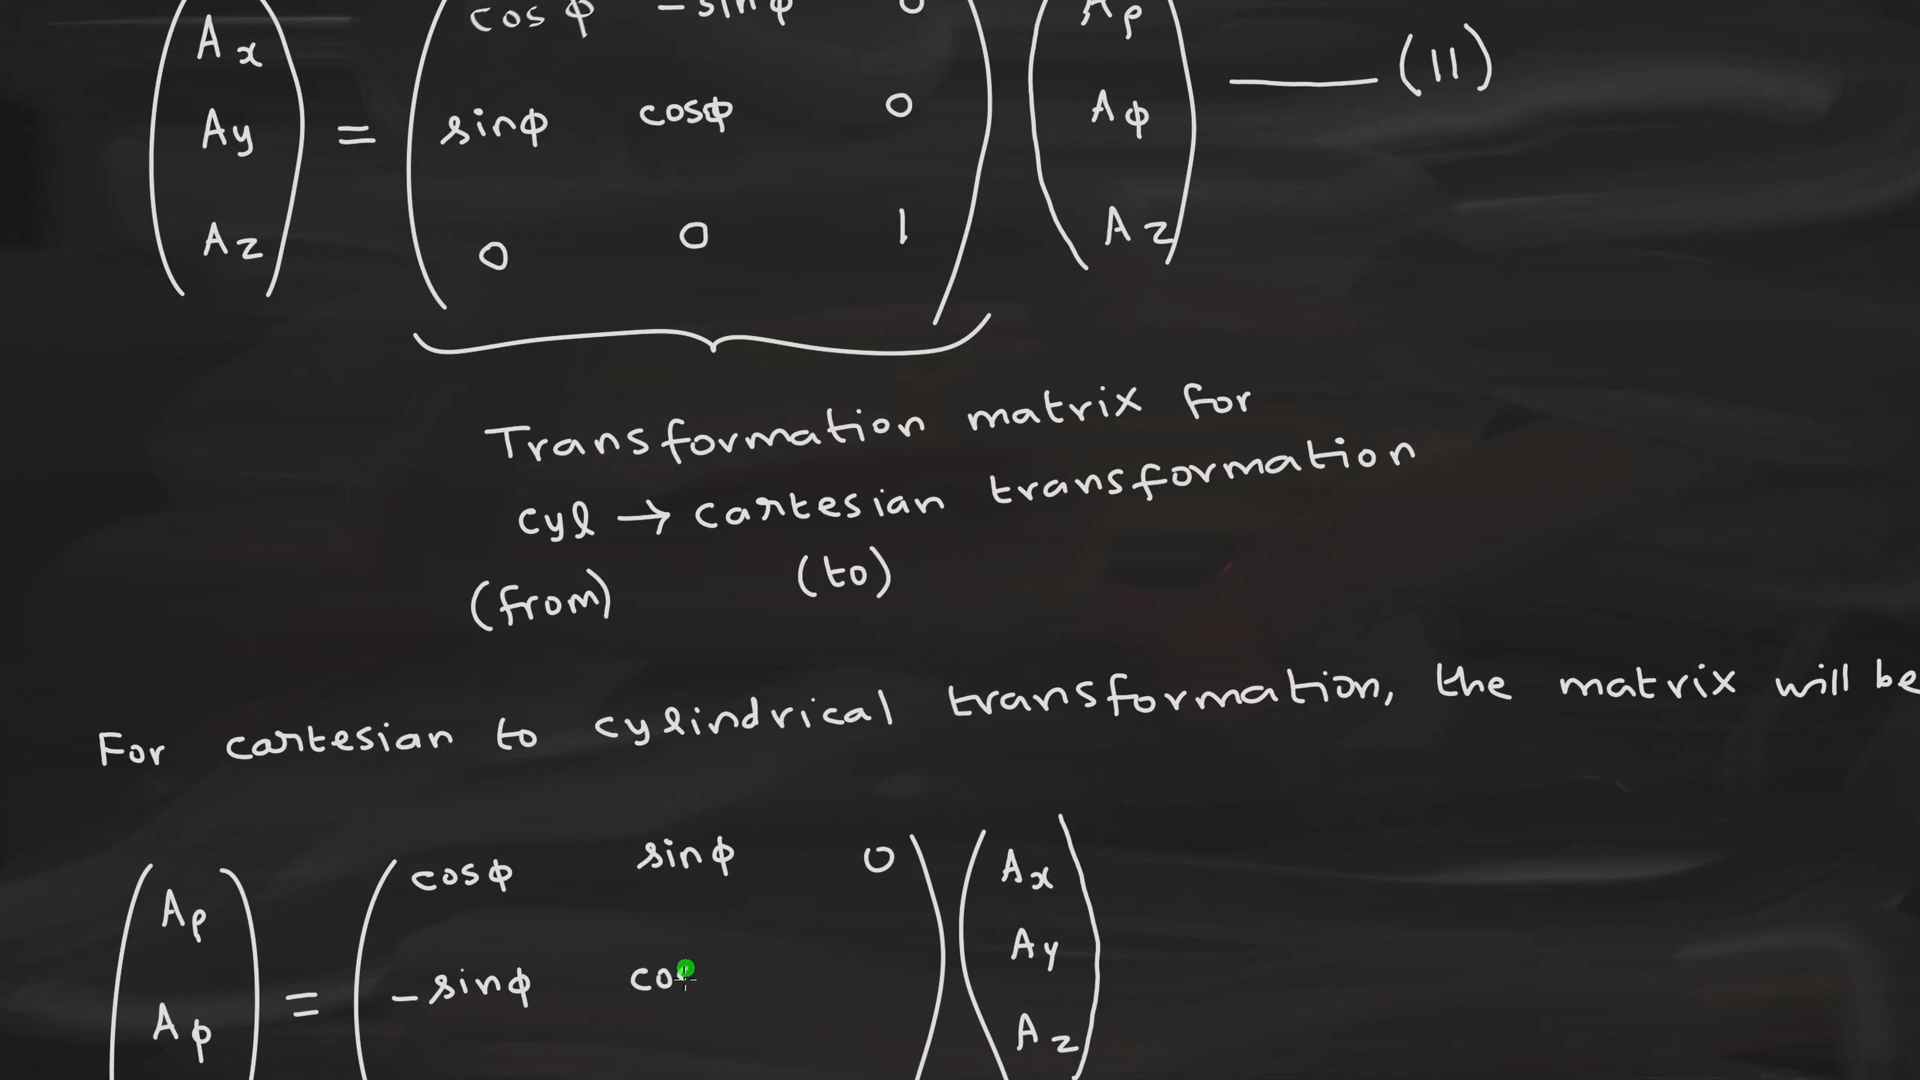 Ax cosφ -sinφ 0 Aρ
Ay = sinφ cosφ 0 Aφ —— (11)
Az 0 0 1 Az
Transformation matrix for
cyl → cartesian transformation
(from) (to)
For cartesian to cylindrical transformation, the matrix will be
Aρ cosφ sinφ 0 Ax
Aφ = -sinφ cos Ay
Az